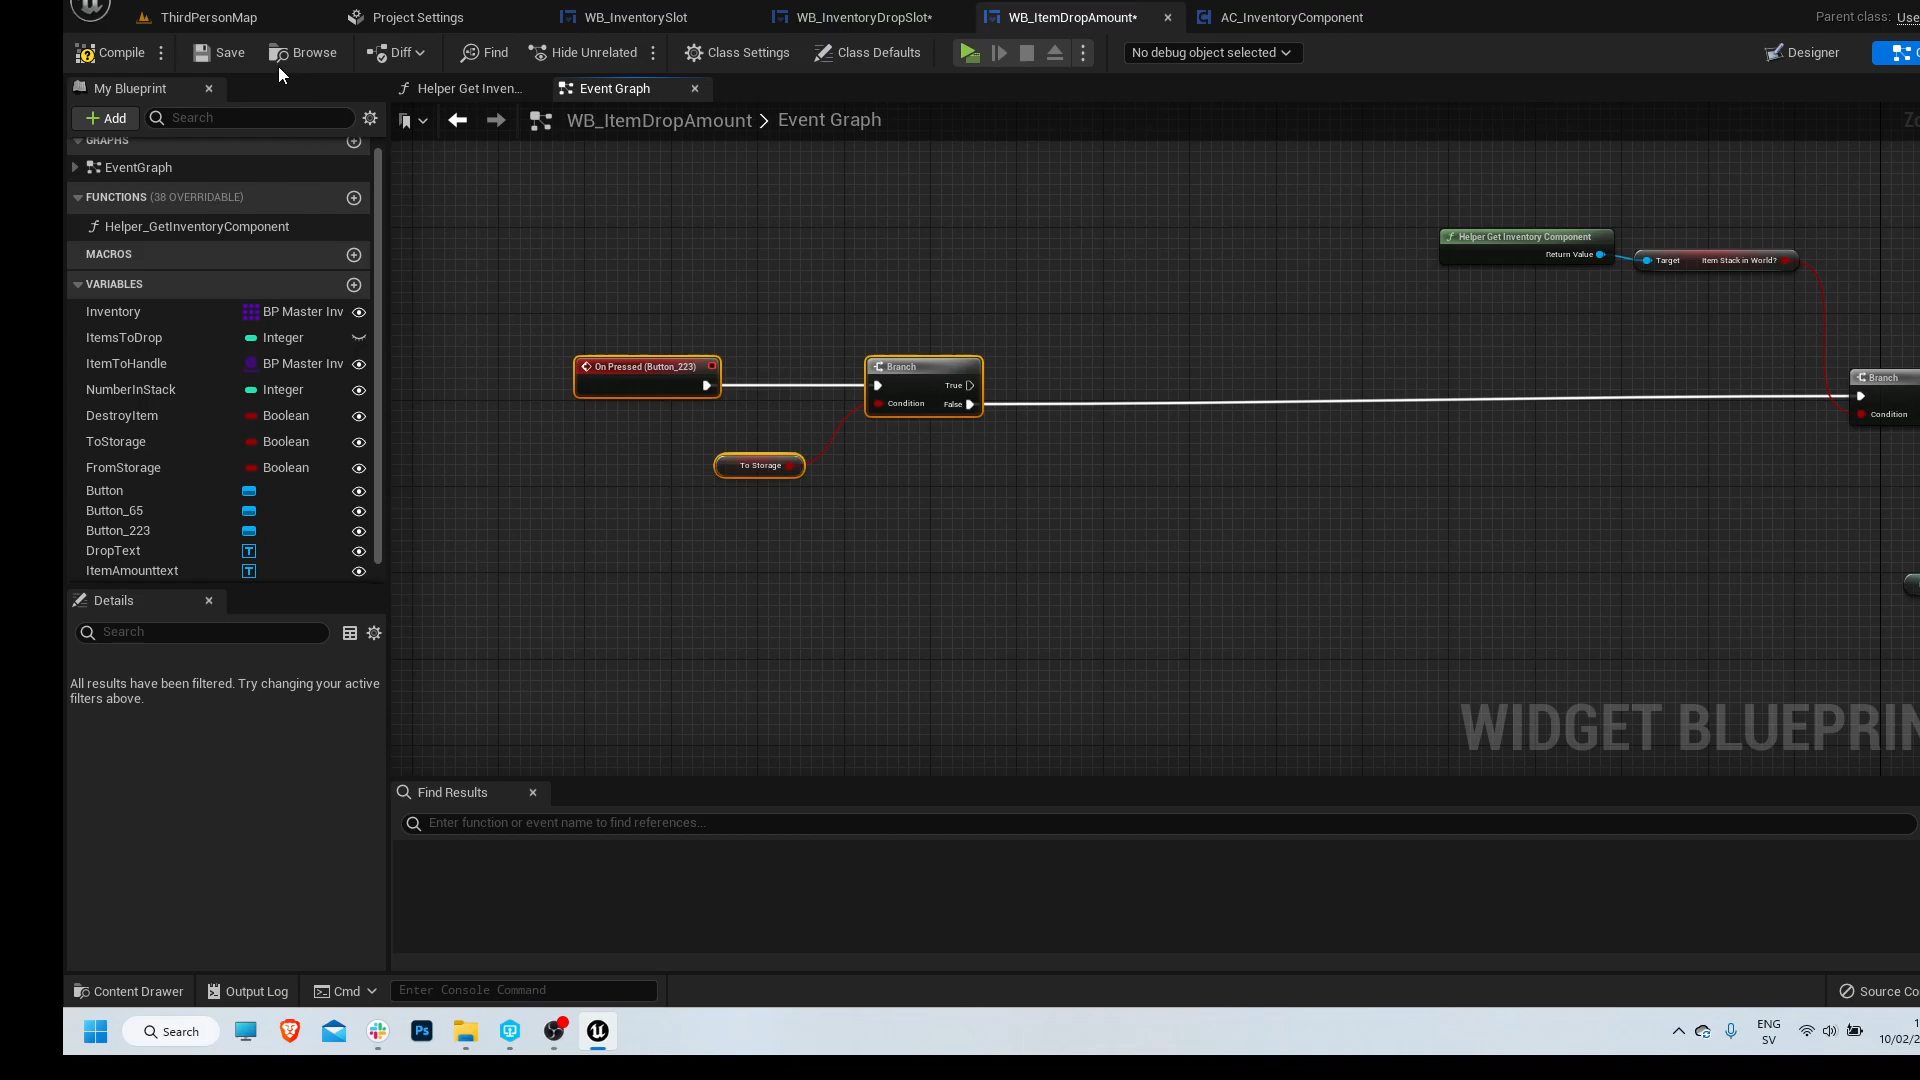 ThirdPersonMap
Project Settings
WB_InventorySlot
WB_InventoryDropSlot*
WB_ItemDropAmount*
AC_InventoryComponent
Parent class: Use
Compile
Save
Browse
Diff
Find
Hide Unrelated
Class Settings
Class Defaults
No debug object selected
Designer
My Blueprint
Helper Get Inven...
Event Graph
Add
Search
WB_ItemDropAmount > Event Graph
GRAPHS
EventGraph
FUNCTIONS (38 OVERRIDABLE)
Helper_GetInventoryComponent
MACROS
VARIABLES
Inventory BP Master Inv
ItemsToDrop Integer
ItemToHandle BP Master Inv
NumberInStack Integer
DestroyItem Boolean
ToStorage Boolean
FromStorage Boolean
Button
Button_65
Button_223
DropText
ItemAmounttext
Helper Get Inventory Component
Return Value
Target Item Stack in World?
On Pressed (Button_223)
Branch
True
Condition False
To Storage
Branch
Condition
WIDGET BLUEPRIN
Details
Search
All results have been filtered. Try changing your active
filters above.
Find Results
Enter function or event name to find references...
Content Drawer
Output Log
Cmd
Enter Console Command
Source Co
Search
Ps
ENG
SV
10/02/2